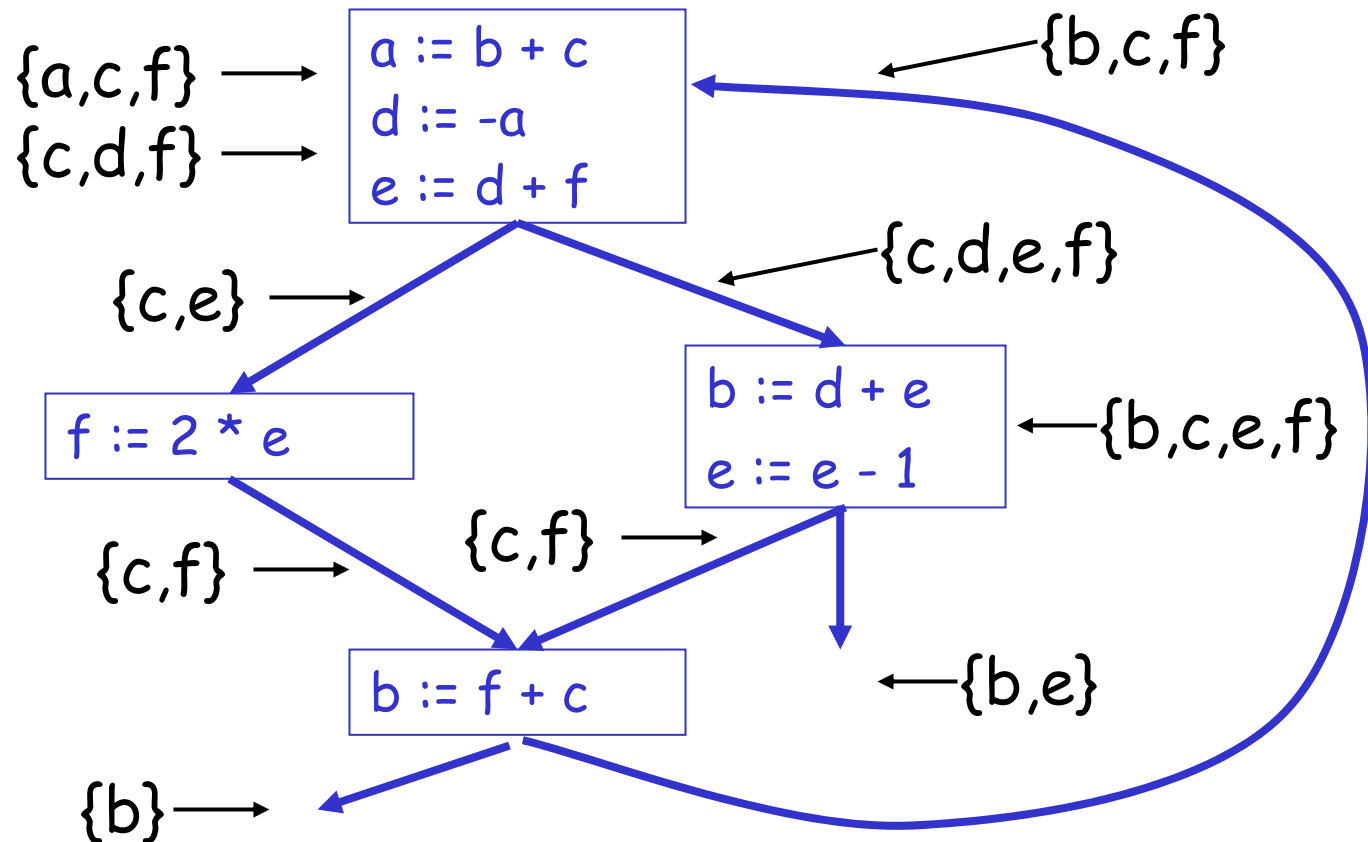 a := b + c
{b,c,f}
{a,c,f}
d := -a
{c,d,f}
e := d + f
{c,d,e,f}
{c,e}
b := d + e
f := 2 * e
{b,c,e,f}
e := e - 1
{c,f}
{c,f}
b := f + c
{b,e}
{b}